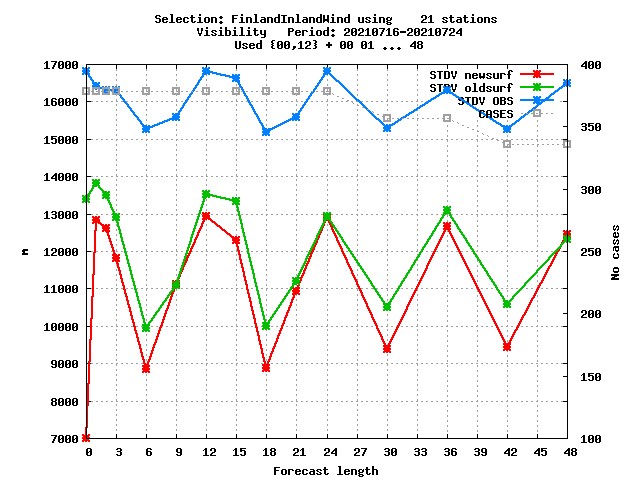 Selection: FinlandInlandWind using    21 stations
Visibility   Period: 20210716-20210724
Used {00,12} + 00 01 ... 48
17000
16000
15000
14000
13000
12000
11000
10000
9000
8000
7000
m
400
350
300
250
200
150
100
No cases
STDV newsurf
STDV oldsurf
STDV OBS
CASES
0 3 6 9 12 15 18 21 24 27 30 33 36 39 42 45 48
Forecast length